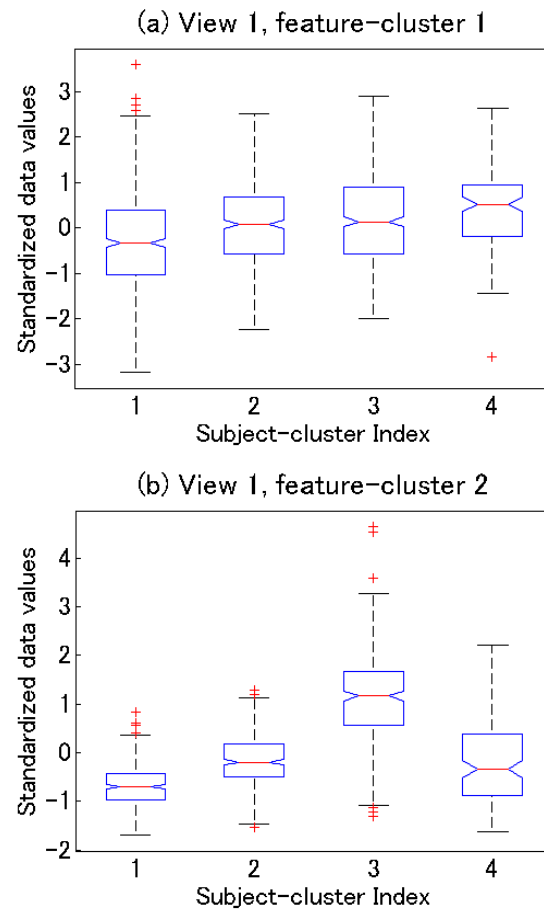 (a) View 1, feature-cluster 1
Standardized data values
3
2
1
0
-1
-2
-3
1 2 3 4
Subject-cluster Index
(b) View 1, feature-cluster 2
Standardized data values
4
3
2
1
0
-1
-2
1 2 3 4
Subject-cluster Index